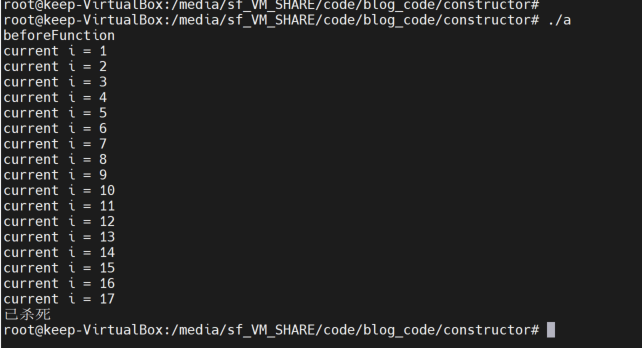 root@keep-VirtualBox:/media/sf_VM_SHARE/code/blog_code/constructor#
root@keep-VirtualBox:/media/sf_VM_SHARE/code/blog_code/constructor# ./a
beforeFunction
current i = 1
current i = 2
current i = 3
current i = 4
current i = 5
current i = 6
current i = 7
current i = 8
current i = 9
current i = 10
current i = 11
current i = 12
current i = 13
current i = 14
current i = 15
current i = 16
current i = 17
已杀死
root@keep-VirtualBox:/media/sf_VM_SHARE/code/blog_code/constructor#